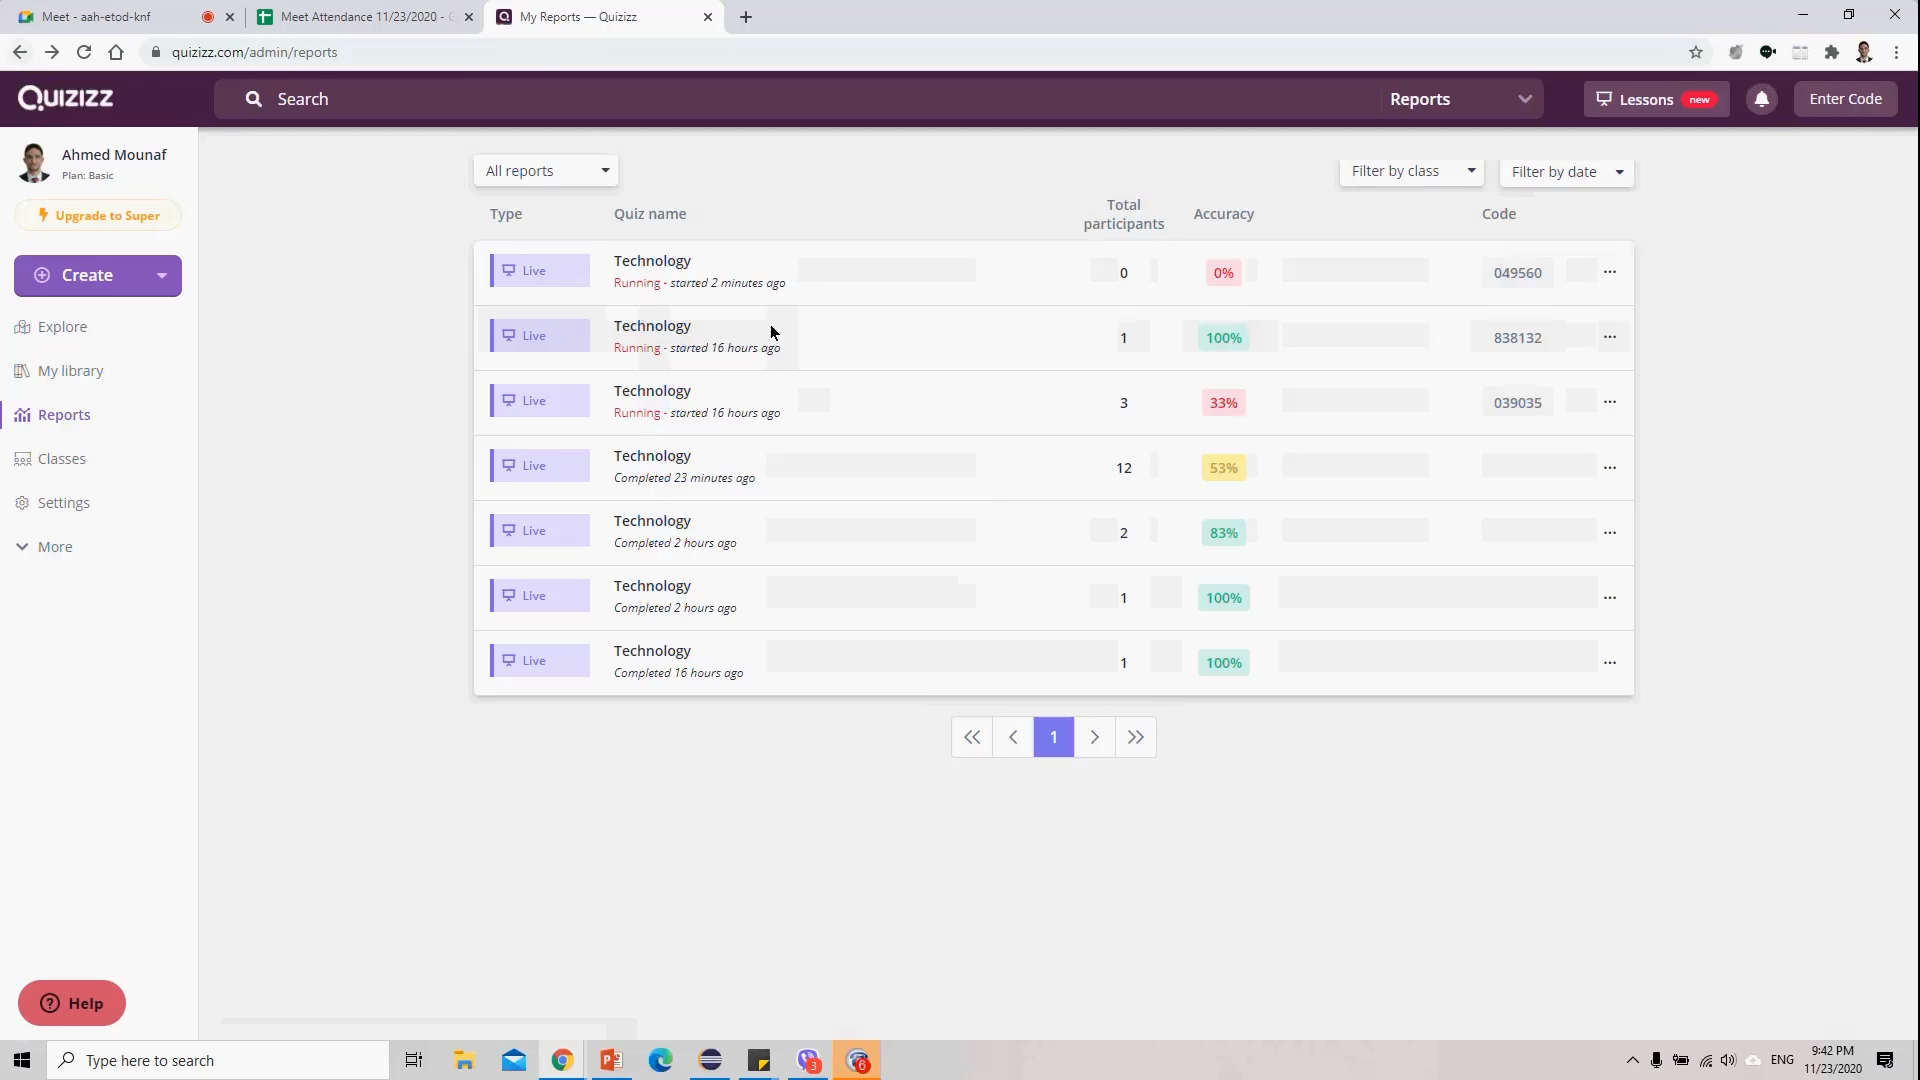 Meet - aah-etod-knf
Meet Attendance 11/23/2020 - G
My Reports — Quizizz
quizizz.com/admin/reports
Quizizz
Search
Reports
Lessons new
Enter Code
Ahmed Mounaf
Plan: Basic
Upgrade to Super
Create
Explore
My library
Reports
Classes
Settings
More
Help
All reports
Filter by class
Filter by date
Type
Quiz name
Total participants
Accuracy
Code
Live
Technology
Running - started 2 minutes ago
0
0%
049560
Live
Technology
Running - started 16 hours ago
1
100%
838132
Live
Technology
Running - started 16 hours ago
3
33%
039035
Live
Technology
Completed 23 minutes ago
12
53%
Live
Technology
Completed 2 hours ago
2
83%
Live
Technology
Completed 2 hours ago
1
100%
Live
Technology
Completed 16 hours ago
1
100%
1
Type here to search
3
6
ENG
9:42 PM
11/23/2020